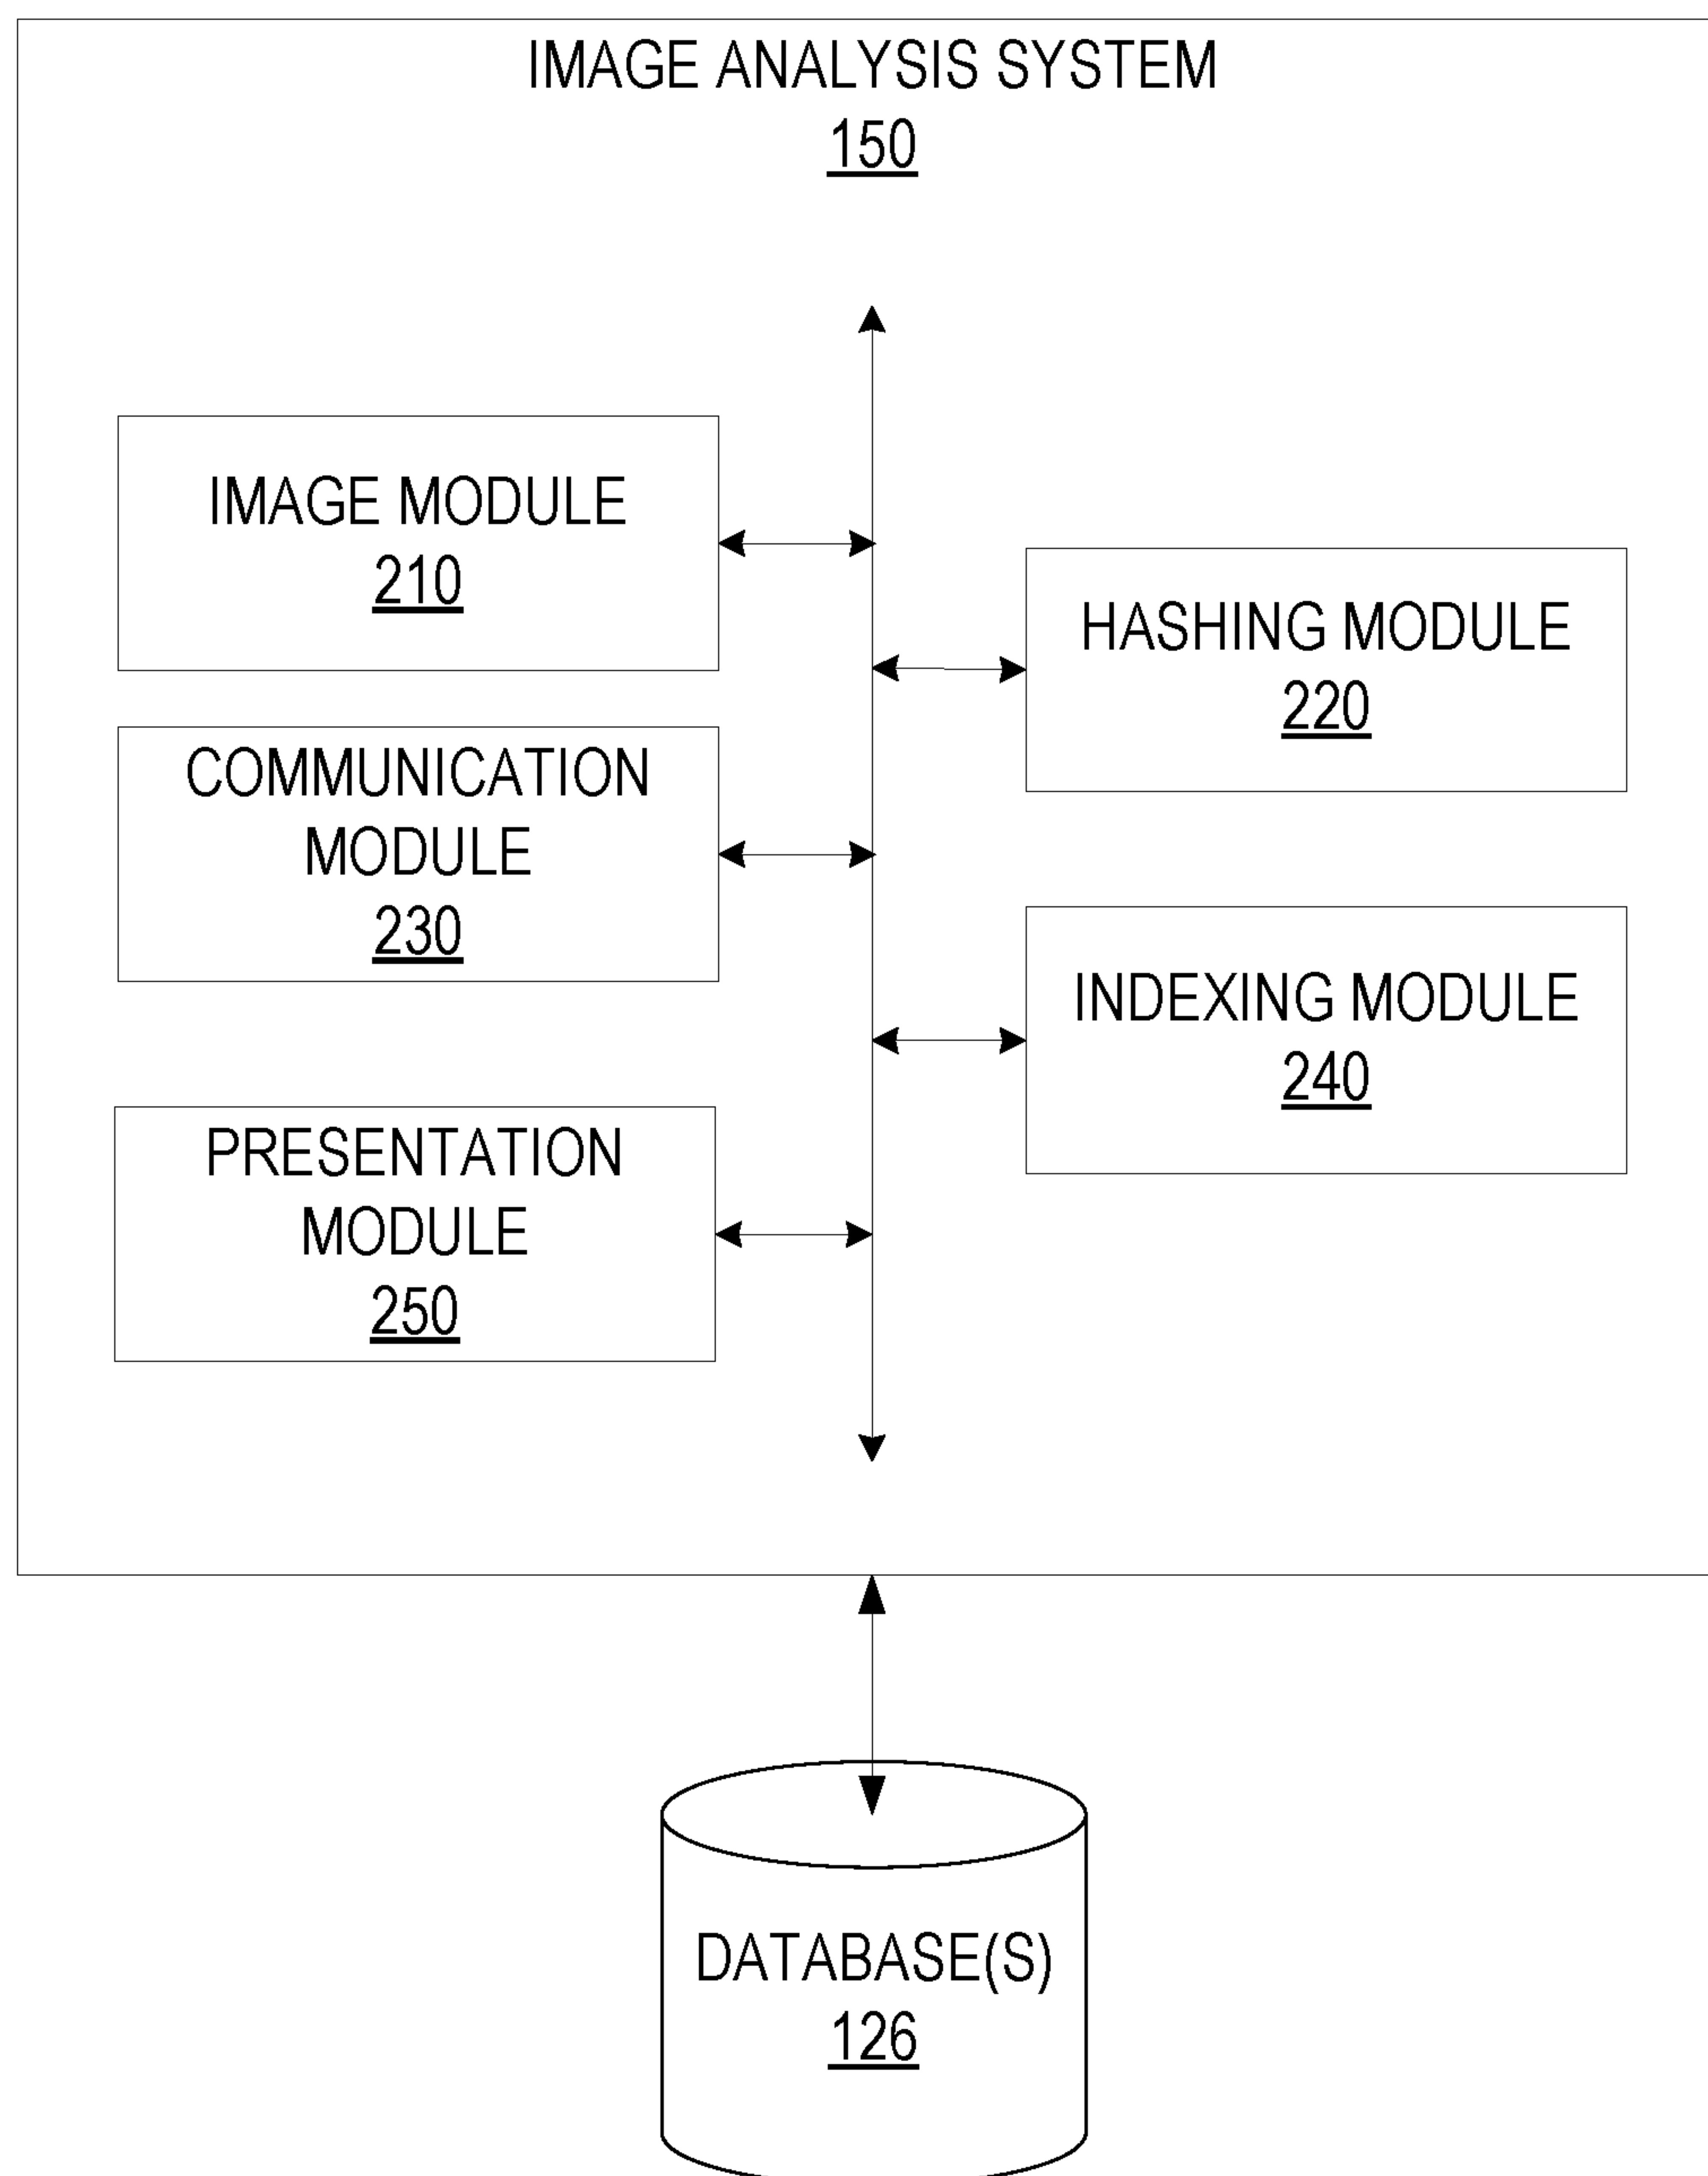 IMAGE ANALYSIS SYSTEM
150
IMAGE MODULE
210
HASHING MODULE
220
COMMUNICATION
MODULE
230
INDEXING MODULE
240
PRESENTATION
MODULE
250
DATABASE(S)
126